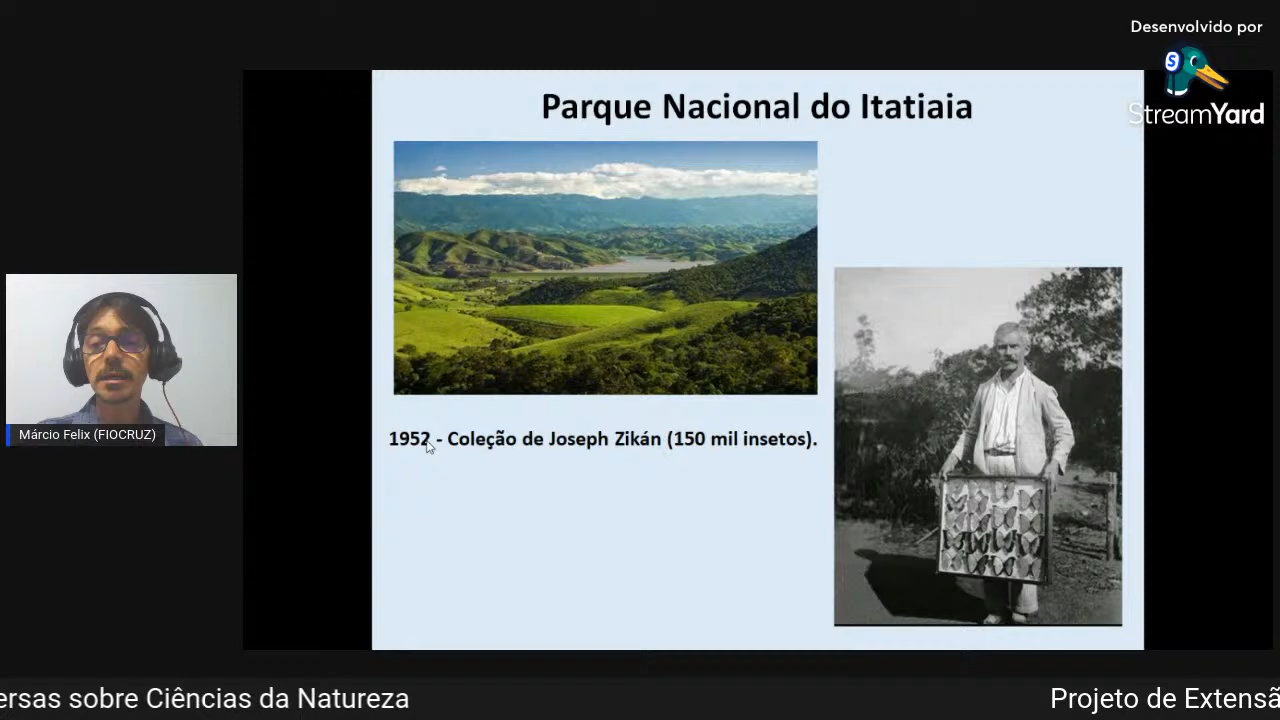 Desenvolvido por
S
StreamYard
Parque Nacional do Itatiaia
Márcio Felix (FIOCRUZ)
1952 - Coleção de Joseph Zikán (150 mil insetos).
ersas sobre Ciências da Natureza
Projeto de Extensã